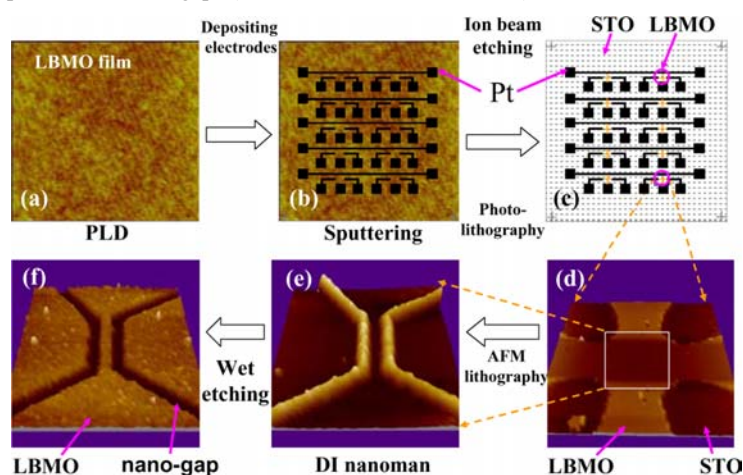 Depositing
electrodes
Ion beam
etching
STO
LBMO
LBMO film
Pt
(a)
(b)
(c)
PLD
Sputtering
Photo-
lithography
(f)
(e)
(d)
Wet
etching
AFM
lithography
LBMO
nano-gap
DI nanoman
LBMO
STO